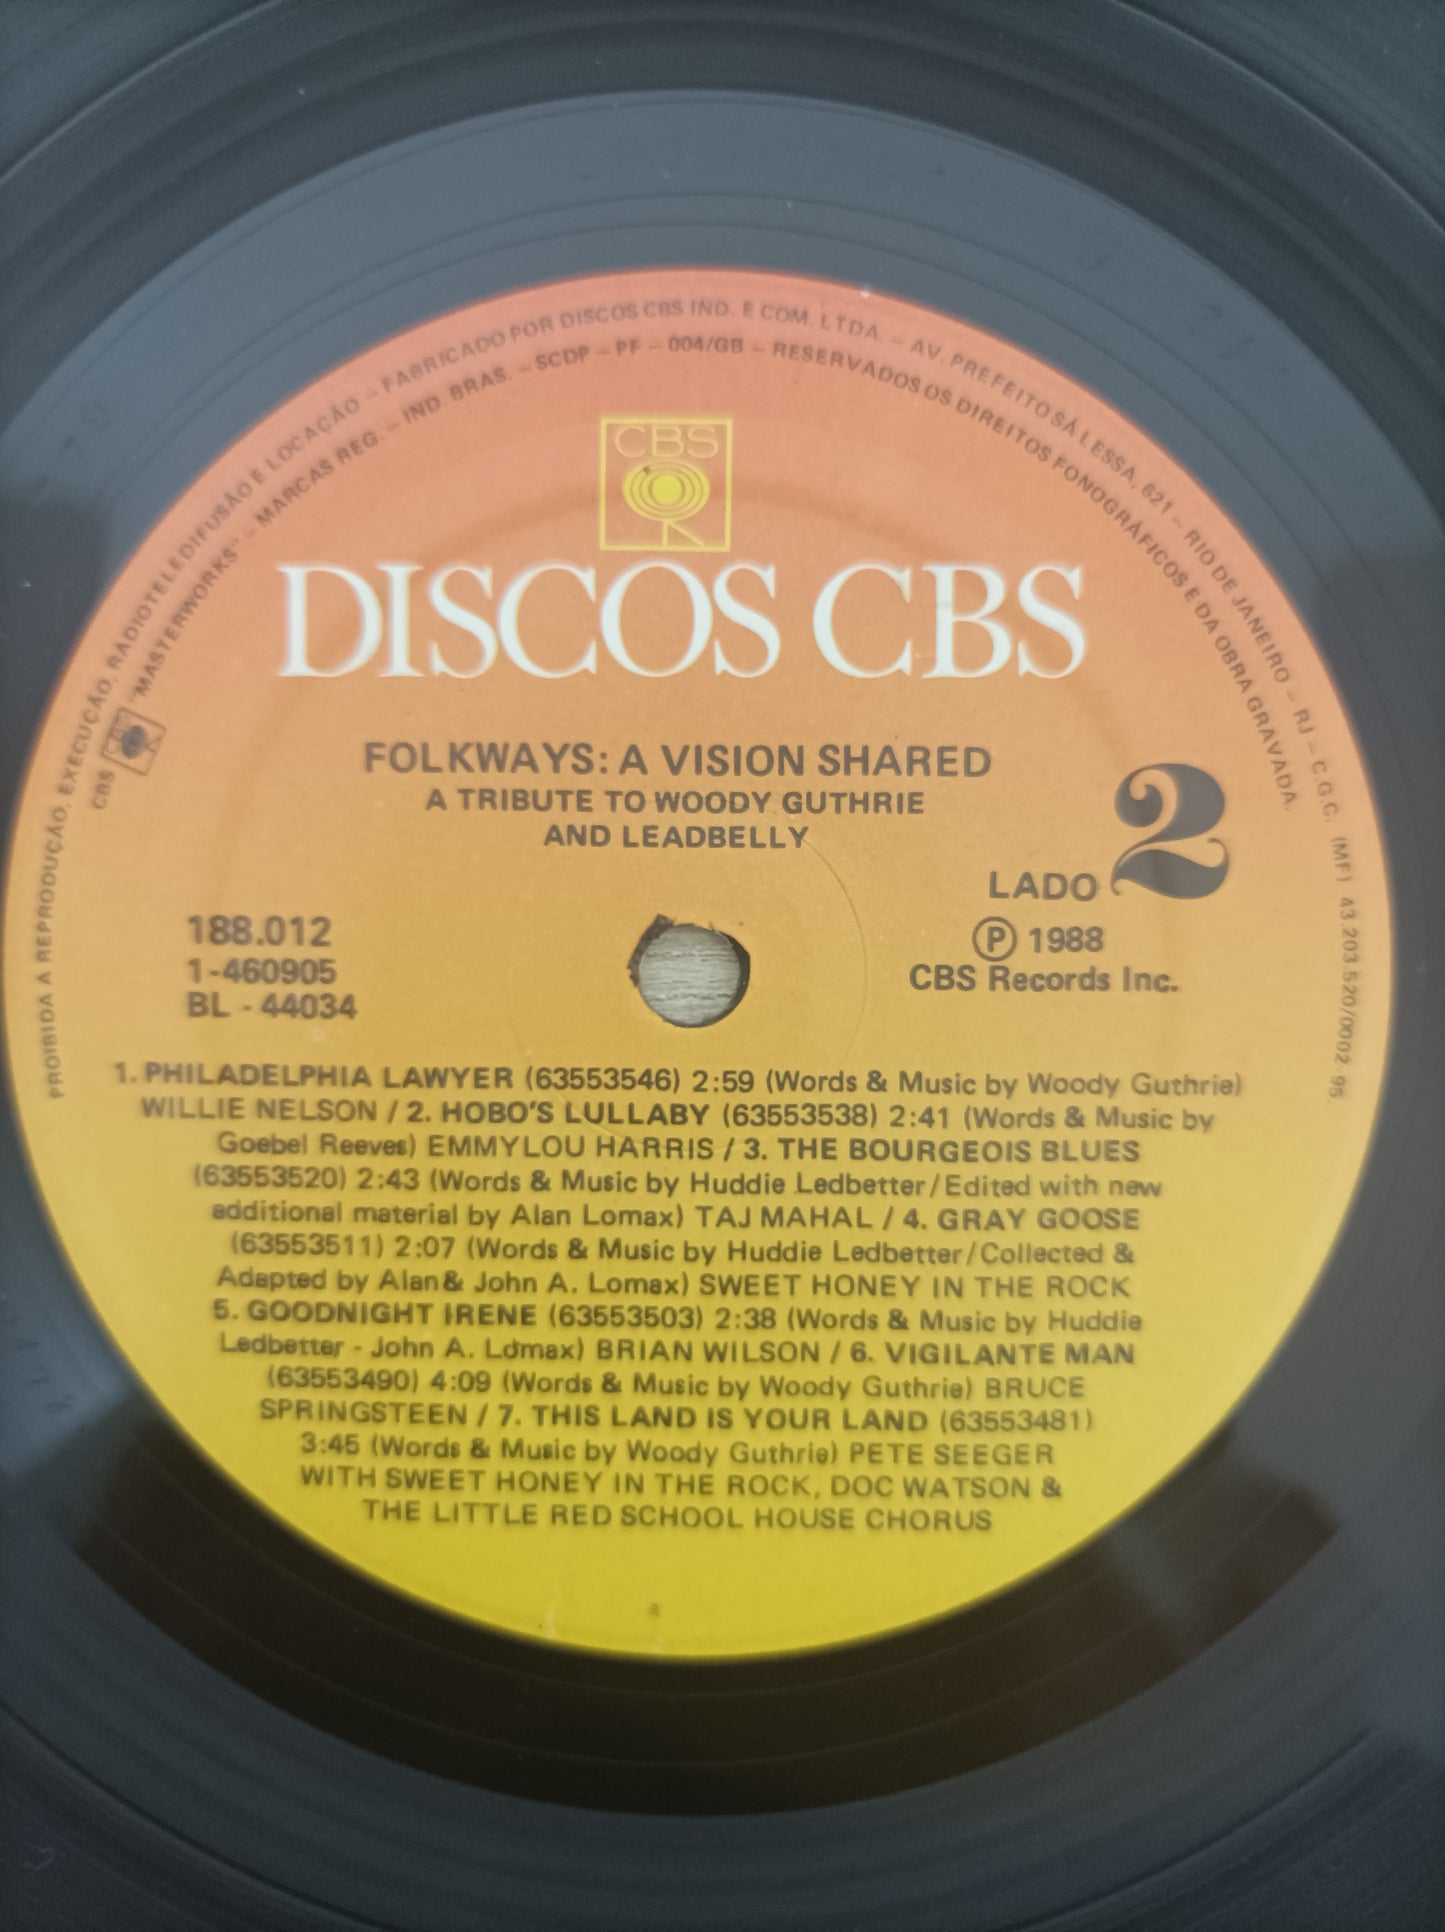 PROIBIDA A REPRODUÇÃO, EXECUÇÃO, RADIOTELEDIFUSÃO E LOCAÇÃO – FABRICADO POR DISCOS CBS IND. E COM. LTDA. – AV. PREFEITO SÁ LESSA, 621 – RIO DE JANEIRO – RJ – C.G.C. (MF) 43.203.520/0002-95
CBS "MASTERWORKS" – MARCAS REG. – IND. BRAS. – SCDP – PF – 004/GB – RESERVADOS OS DIREITOS FONOGRÁFICOS E DA OBRA GRAVADA.
CBS
DISCOS CBS
FOLKWAYS: A VISION SHARED
A TRIBUTE TO WOODY GUTHRIE
AND LEADBELLY
LADO 2
188.012
1-460905
BL - 44034
Ⓟ 1988
CBS Records Inc.
1. PHILADELPHIA LAWYER (63553546) 2:59 (Words & Music by Woody Guthrie)
WILLIE NELSON / 2. HOBO'S LULLABY (63553538) 2:41 (Words & Music by
Goebel Reeves) EMMYLOU HARRIS / 3. THE BOURGEOIS BLUES
(63553520) 2:43 (Words & Music by Huddie Ledbetter/Edited with new
additional material by Alan Lomax) TAJ MAHAL / 4. GRAY GOOSE
(63553511) 2:07 (Words & Music by Huddie Ledbetter/Collected &
Adapted by Alan & John A. Lomax) SWEET HONEY IN THE ROCK
5. GOODNIGHT IRENE (63553503) 2:38 (Words & Music by Huddie
Ledbetter - John A. Lomax) BRIAN WILSON / 6. VIGILANTE MAN
(63553490) 4:09 (Words & Music by Woody Guthrie) BRUCE
SPRINGSTEEN / 7. THIS LAND IS YOUR LAND (63553481)
3:45 (Words & Music by Woody Guthrie) PETE SEEGER
WITH SWEET HONEY IN THE ROCK, DOC WATSON &
THE LITTLE RED SCHOOL HOUSE CHORUS